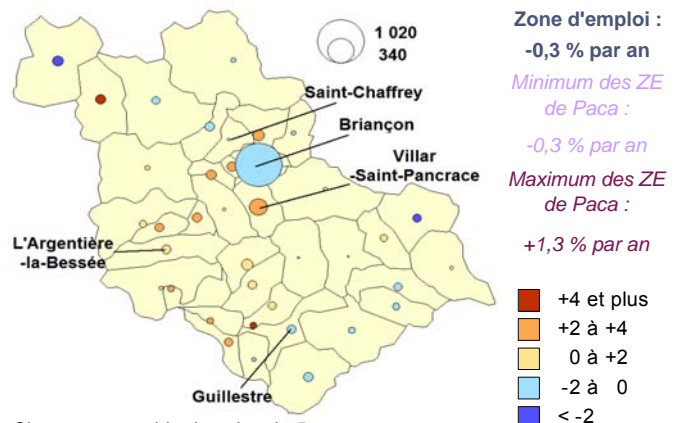 1 020
340
Saint-Chaffrey
Briançon
Villar
-Saint-Pancrace
L'Argentière
-la-Bessée
Guillestre
Zone d'emploi :
-0,3 % par an
Minimum des ZE
de Paca :
-0,3 % par an
Maximum des ZE
de Paca :
+1,3 % par an
+4 et plus
+2 à +4
0 à +2
-2 à 0
< -2